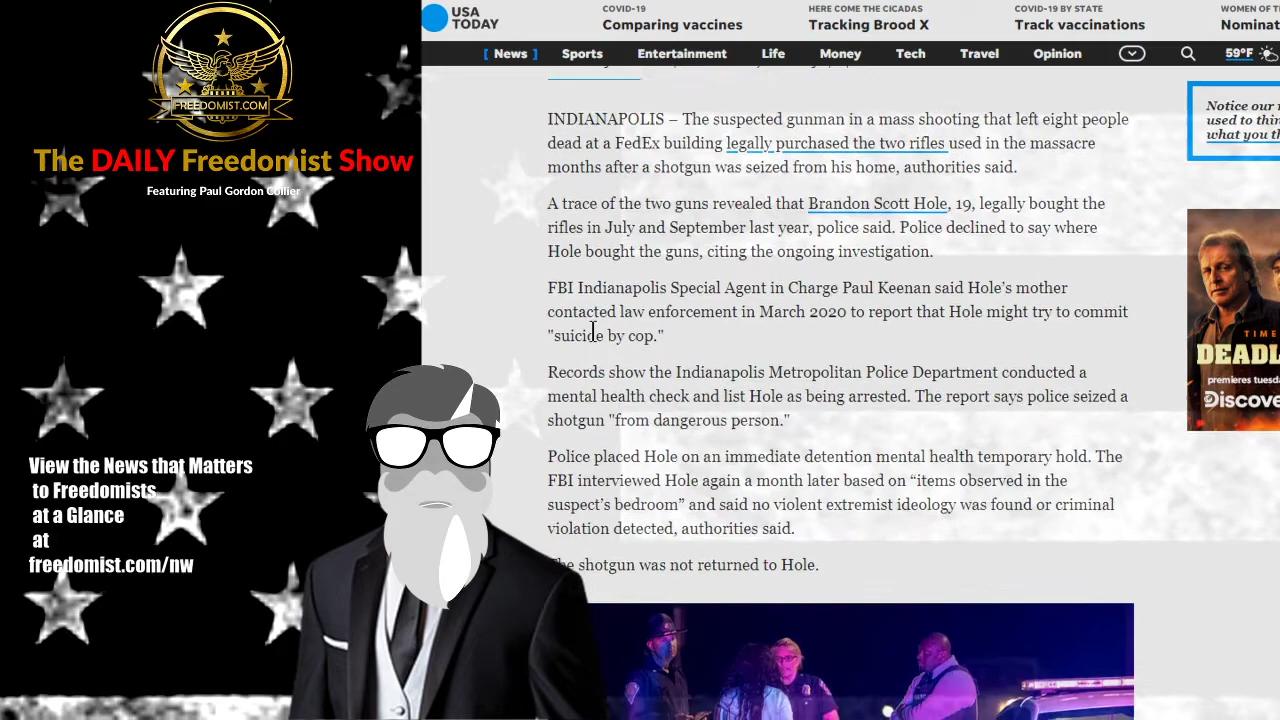 FREEDOMIST.COM
The DAILY Freedomist Show
Featuring Paul Gordon Collier
View the News that Matters
to Freedomists
at a Glance
at
freedomist.com/nw
USA
TODAY
COVID-19
Comparing vaccines
HERE COME THE CICADAS
Tracking Brood X
COVID-19 BY STATE
Track vaccinations
WOMEN OF
Nominat
[ News ] Sports Entertainment Life Money Tech Travel Opinion 59°F
INDIANAPOLIS – The suspected gunman in a mass shooting that left eight people
dead at a FedEx building legally purchased the two rifles used in the massacre
months after a shotgun was seized from his home, authorities said.
A trace of the two guns revealed that Brandon Scott Hole, 19, legally bought the
rifles in July and September last year, police said. Police declined to say where
Hole bought the guns, citing the ongoing investigation.
FBI Indianapolis Special Agent in Charge Paul Keenan said Hole’s mother
contacted law enforcement in March 2020 to report that Hole might try to commit
"suicide by cop."
Records show the Indianapolis Metropolitan Police Department conducted a
mental health check and list Hole as being arrested. The report says police seized a
shotgun "from dangerous person."
Police placed Hole on an immediate detention mental health temporary hold. The
FBI interviewed Hole again a month later based on “items observed in the
suspect’s bedroom” and said no violent extremist ideology was found or criminal
violation detected, authorities said.
The shotgun was not returned to Hole.
Notice our
used to thin
what you t
TIME
DEADL
premieres tuesda
Discove